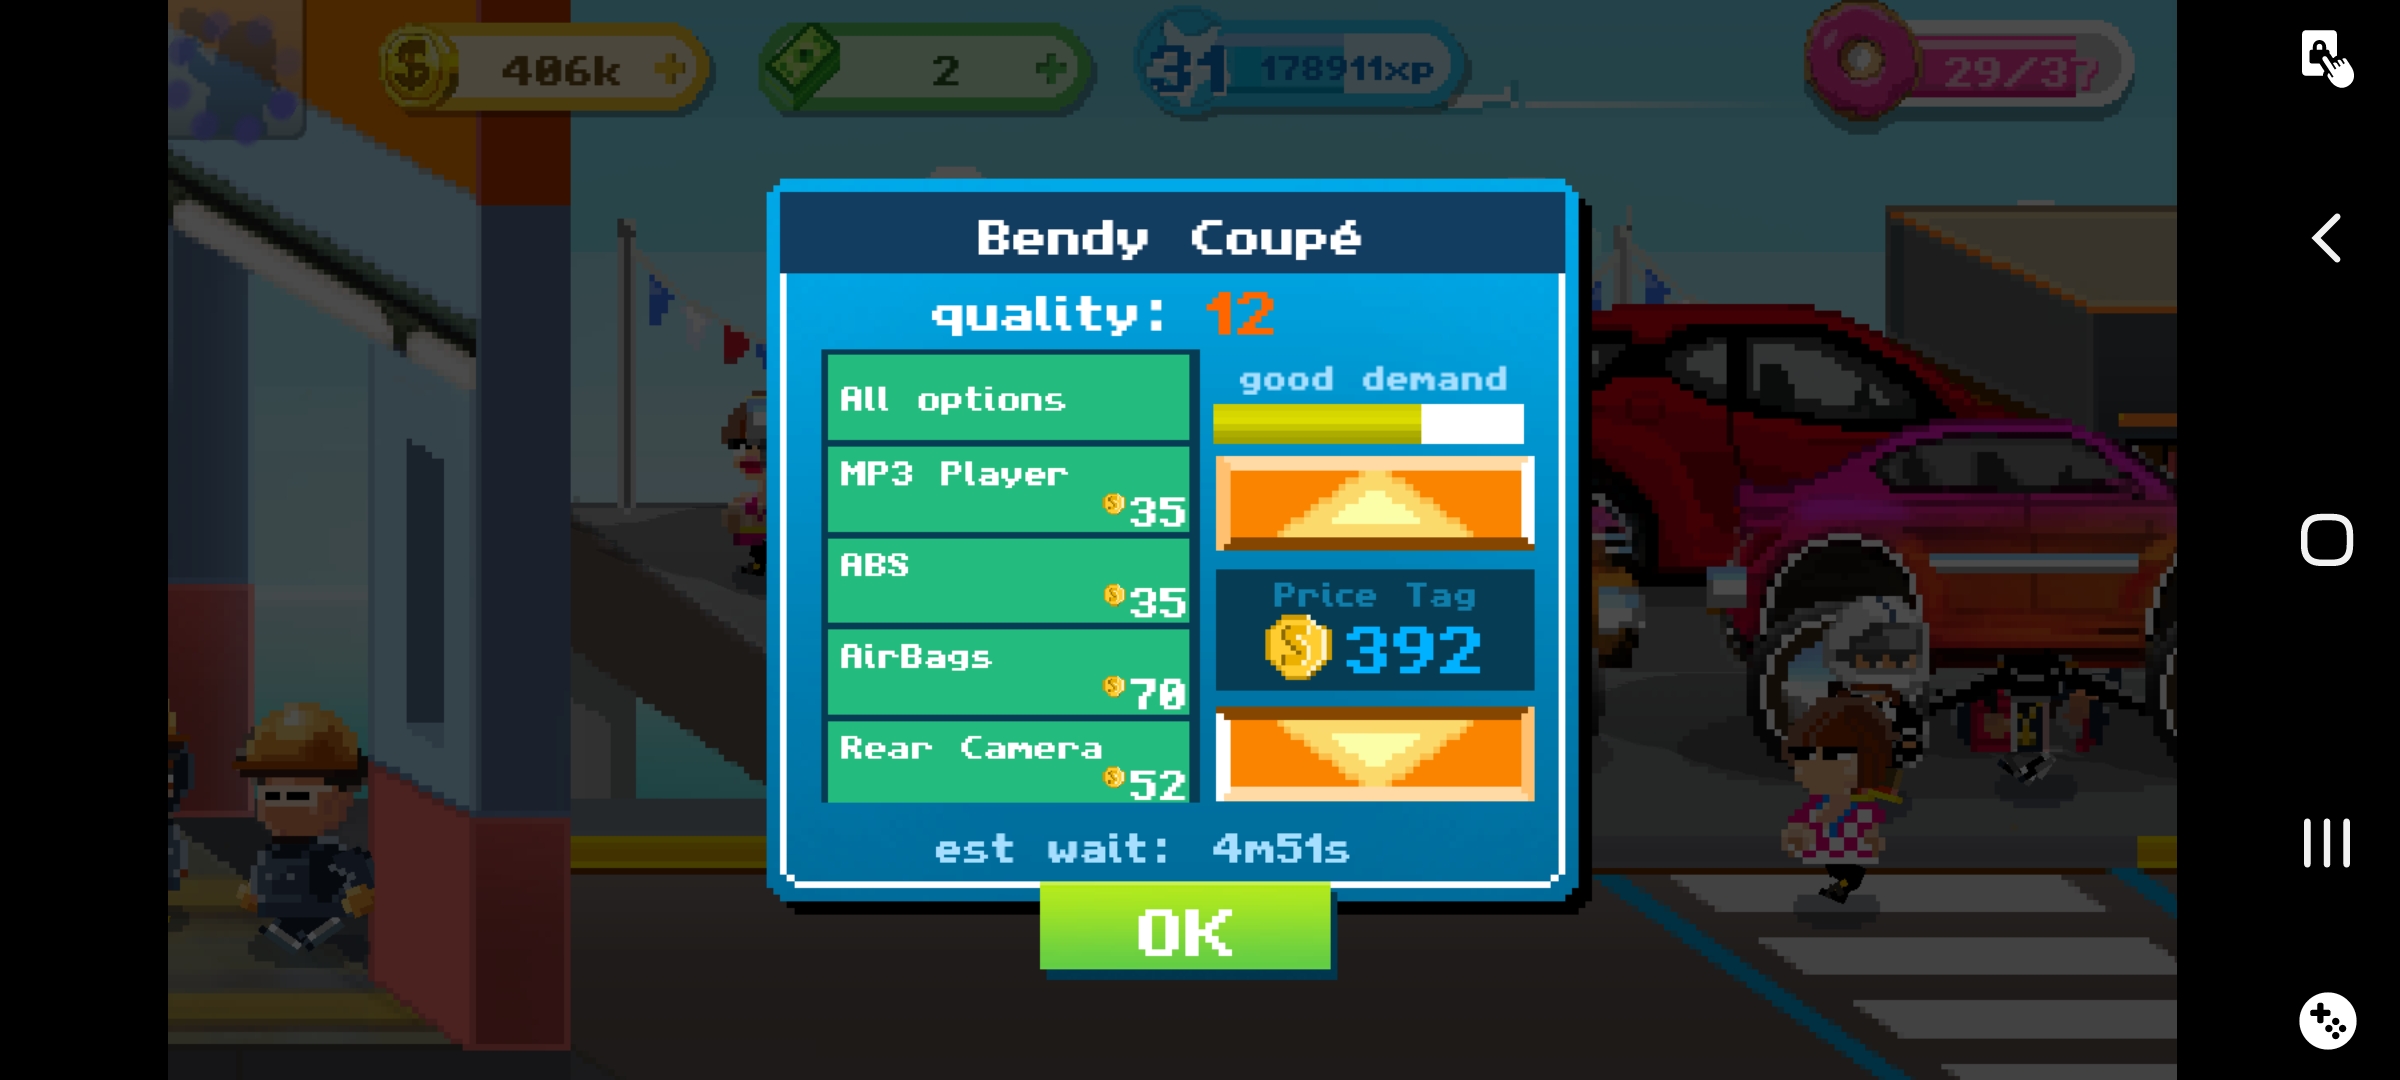 406k
2
31
178911xp
29/37
Bendy Coupé
quality: 12
All options
MP3 Player
35
ABS
35
AirBags
70
Rear Camera
52
good demand
Price Tag
392
est wait: 4m51s
OK